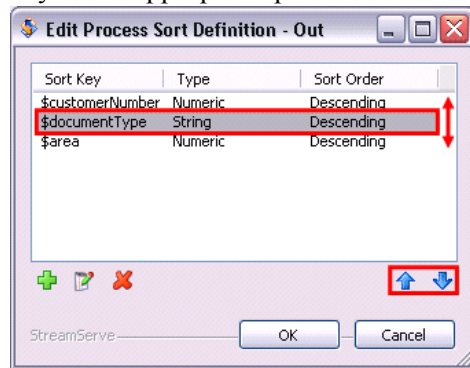 appropriate
Edit Process Sort Definition - Out
Sort Key Type Sort Order
$customerNumber Numeric Descending
$documentType String Descending
$area Numeric Descending
StreamServe
OK Cancel